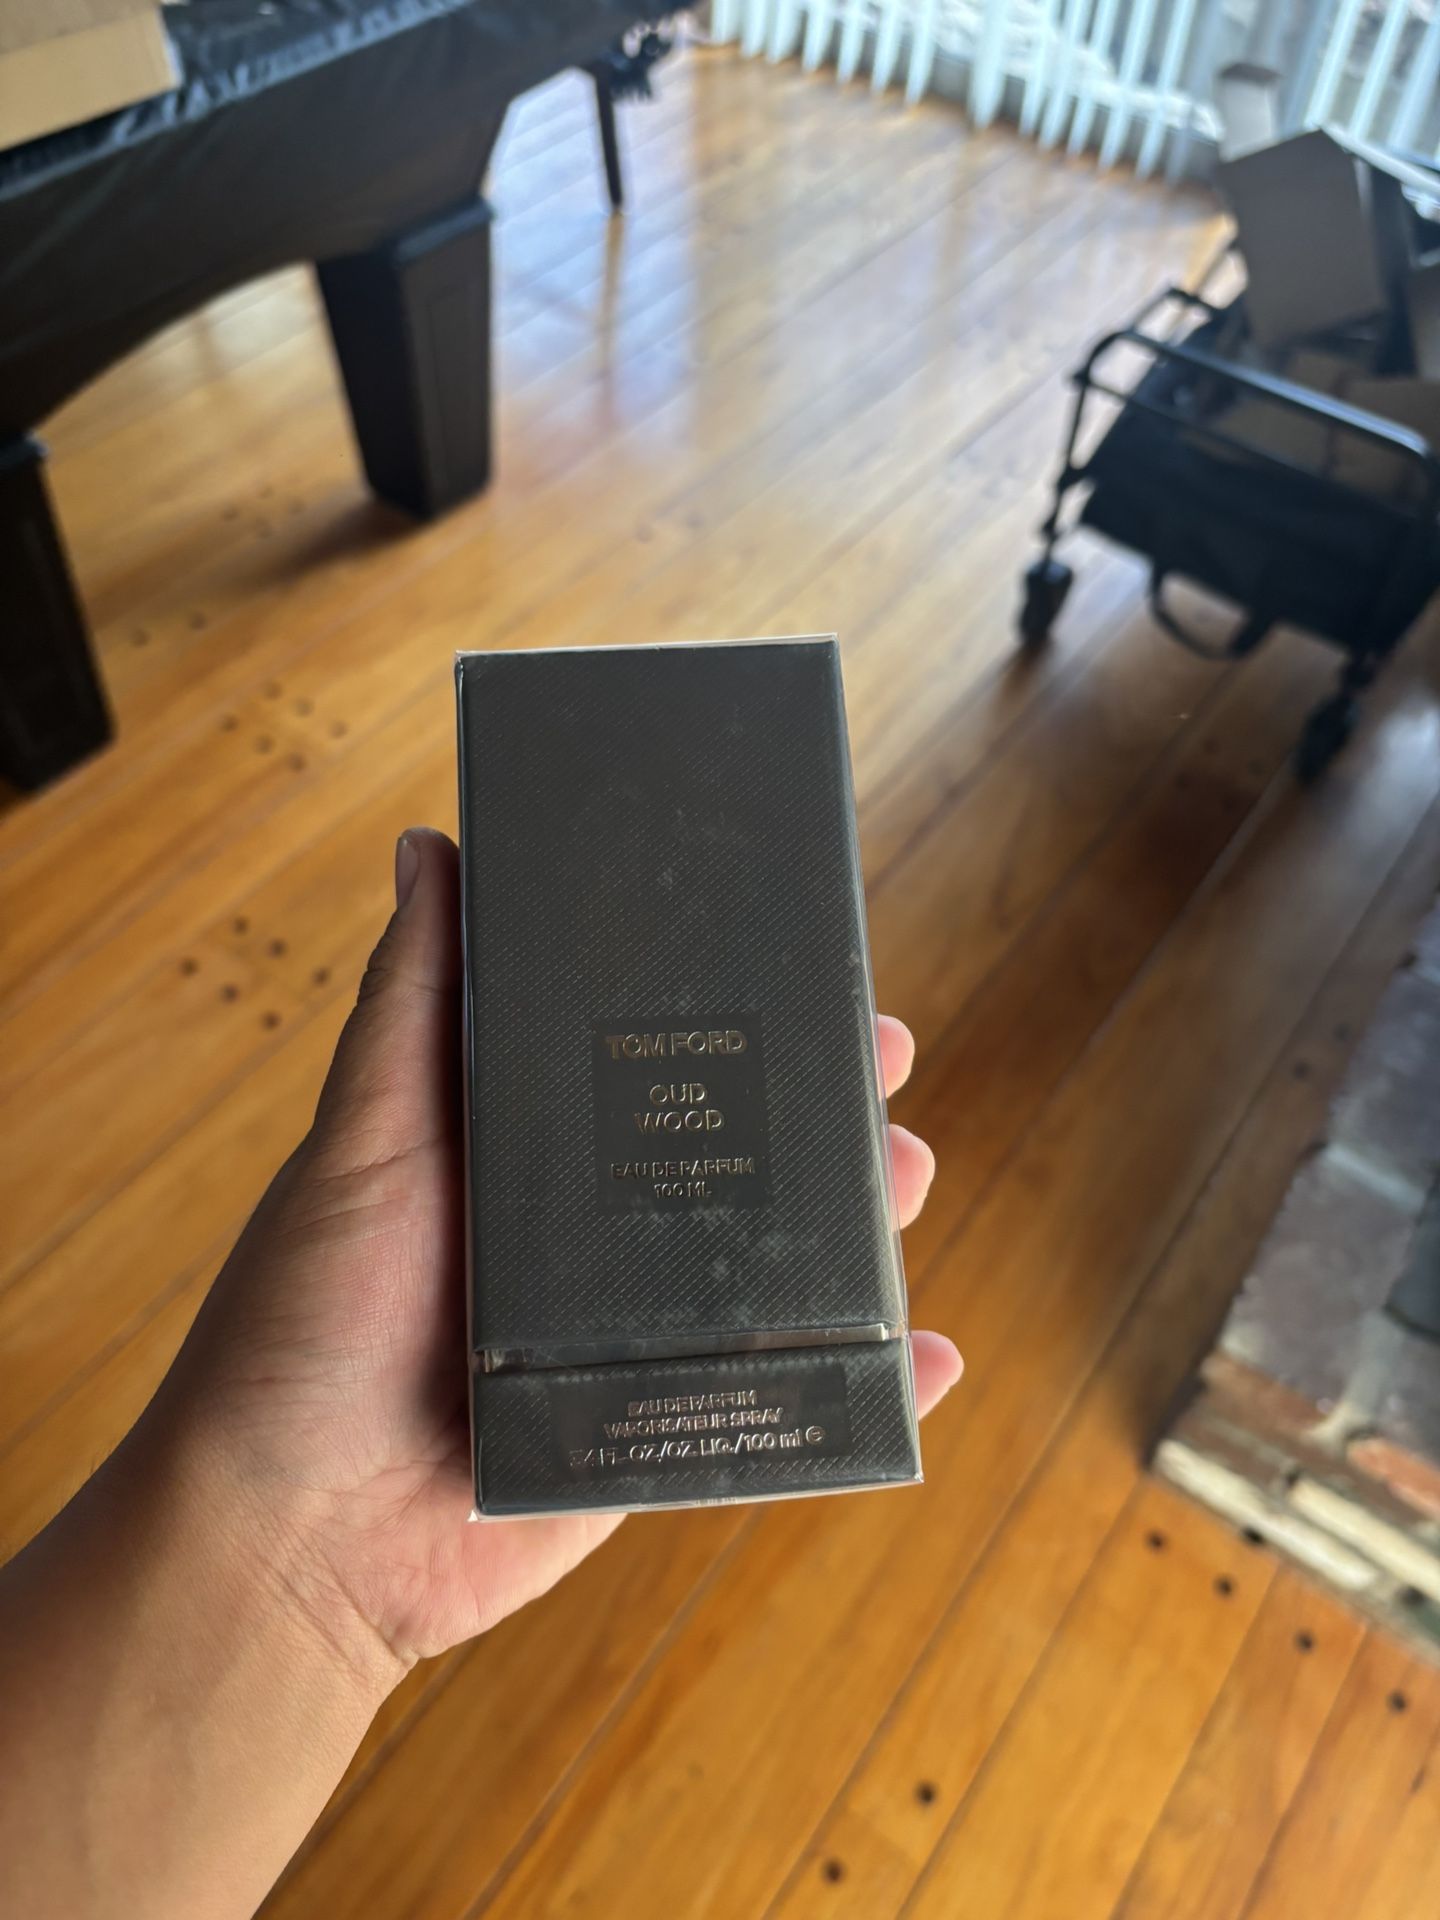 TOM FORD
OUD
WOOD
EAU DE PARFUM
100 ML
EAU DE PARFUM
VAPORISATEUR SPRAY
3.4 FL. OZ/OZ. LIQ./100 ml ℮